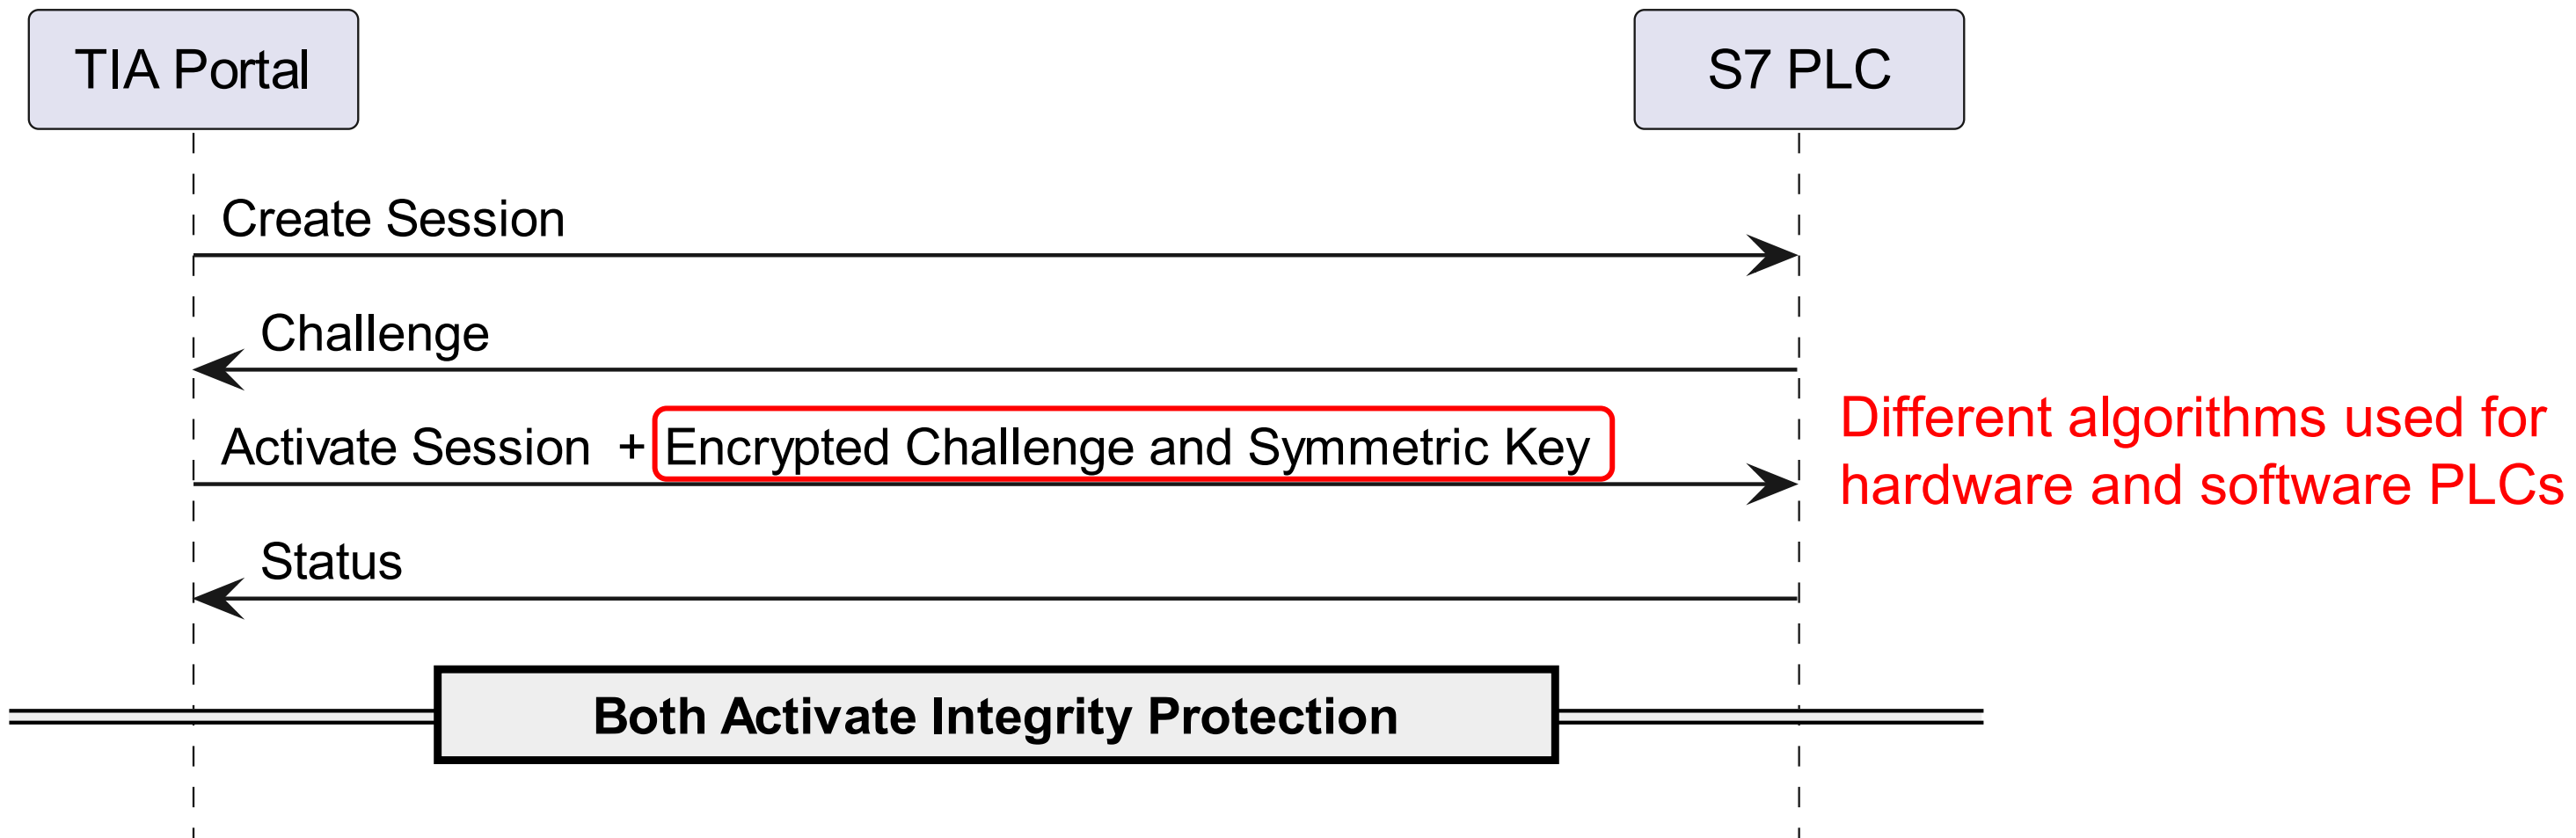 TIA Portal
S7 PLC
Create Session
Challenge
Activate Session + Encrypted Challenge and Symmetric Key
Different algorithms used for
hardware and software PLCs
Status
Both Activate Integrity Protection